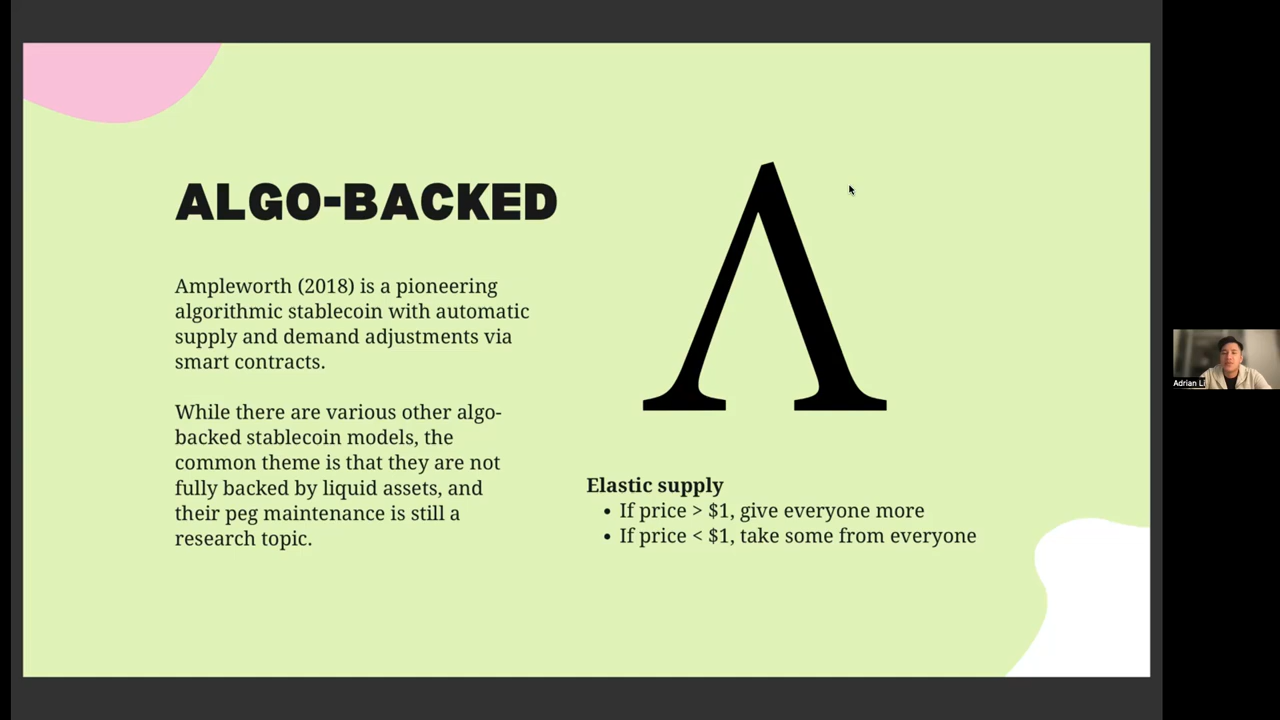 ALGO-BACKED
Ampleworth (2018) is a pioneering
algorithmic stablecoin with automatic
supply and demand adjustments via
smart contracts.
While there are various other algo-
backed stablecoin models, the
common theme is that they are not
fully backed by liquid assets, and
their peg maintenance is still a
research topic.
Λ
Elastic supply
• If price > $1, give everyone more
• If price < $1, take some from everyone
Adrian Li